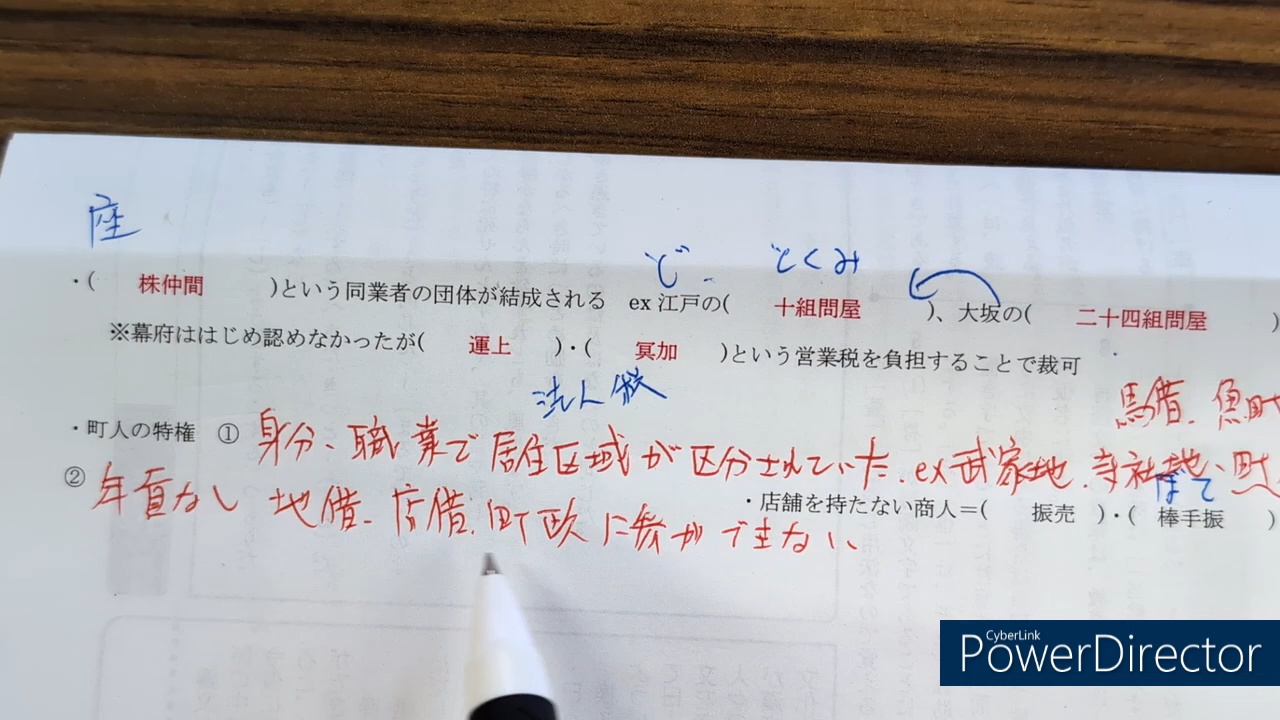 座
ど とくみ
・( 株仲間 )という同業者の団体が結成される ex 江戸の( 十組問屋 )、大坂の( 二十四組問屋 )
※幕府ははじめ認めなかったが( 運上 )・( 冥加 )という営業税を負担することで裁可
法人税
馬借、魚町
・町人の特権 ① 身分、職業で居住区域が区分されていた、ex 武家地、寺社地、町
② 年貢なし 地借、店借、町政に参加できない、
ぼて
・店舗を持たない商人＝( 振売 )・( 棒手振 )
CyberLink
PowerDirector